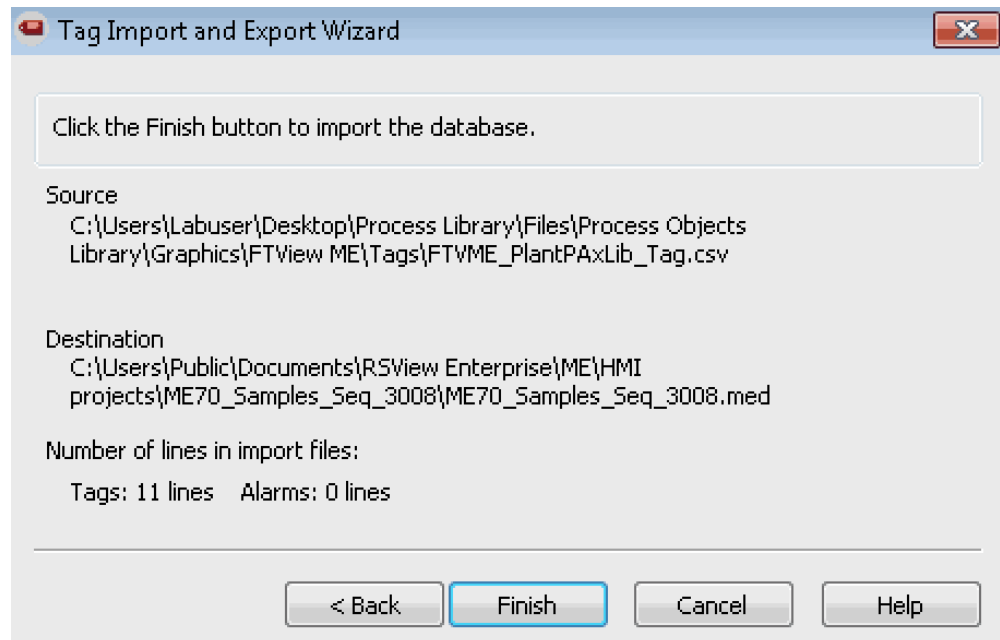 Tag Import and Export Wizard
Click the Finish button to import the database.
Source
C:\Users\Labuser\Desktop\Process Library\Files\Process Objects
Library\Graphics\FTView ME\Tags\FTVME_PlantPAxLib_Tag.csv
Destination
C:\Users\Public\Documents\RSView Enterprise\ME\HMI
projects\ME70_Samples_Seq_3008\ME70_Samples_Seq_3008.med
Number of lines in import files:
Tags: 11 lines Alarms: 0 lines
< Back Finish Cancel Help